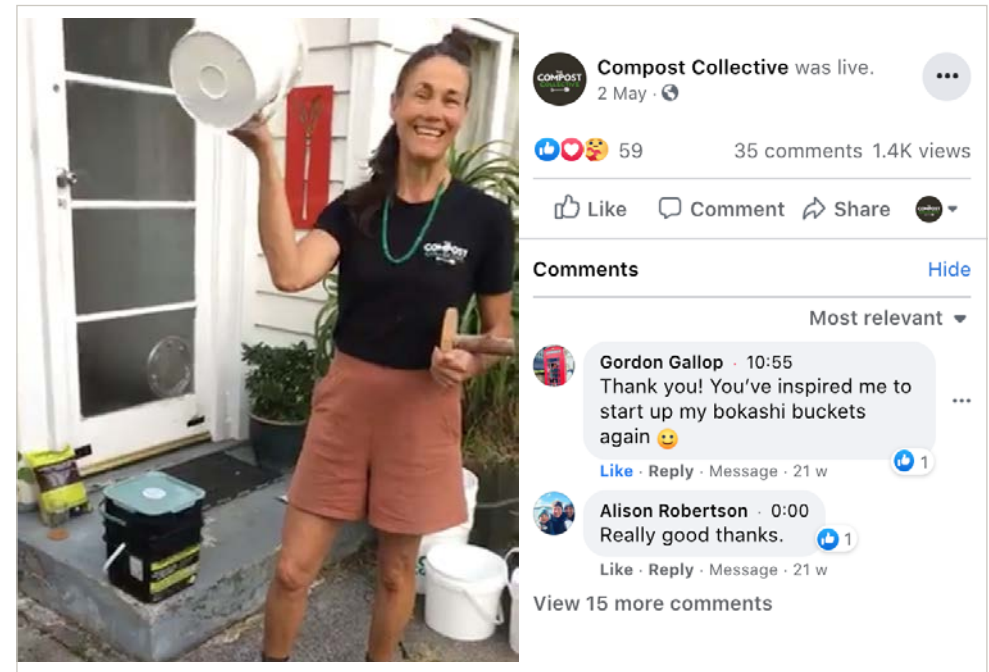 COMPOST
COLLECTIVE
Compost Collective was live.
2 May ·
59
35 comments 1.4K views
Like
Comment
Share
Comments
Hide
Most relevant
Gordon Gallop · 10:55
Thank you! You've inspired me to
start up my bokashi buckets
again
1
Like · Reply · Message · 21 w
Alison Robertson · 0:00
Really good thanks.
1
Like · Reply · Message · 21 w
View 15 more comments
COMPOST